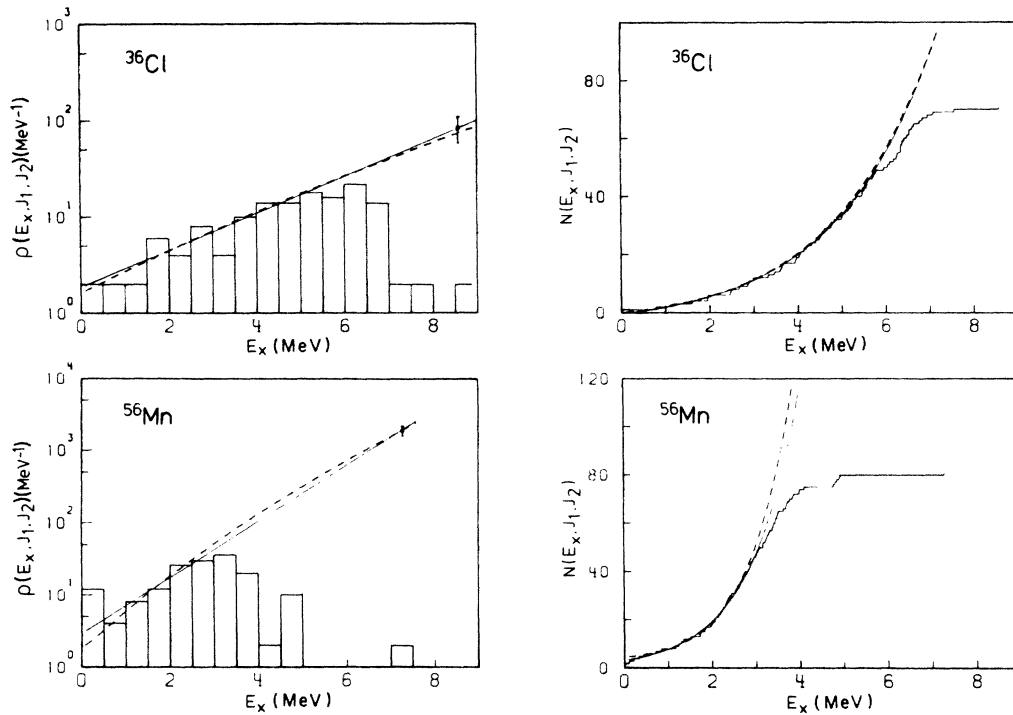 10³
10²
10¹
10⁰
ρ(Eₓ,J₁,J₂)(MeV⁻¹)
³⁶Cl
0 2 4 6 8
Eₓ (MeV)
80
40
0
N(Eₓ,J₁,J₂)
³⁶Cl
0 2 4 6 8
Eₓ (MeV)
10⁴
10³
10²
10¹
10⁰
ρ(Eₓ,J₁,J₂)(MeV⁻¹)
⁵⁶Mn
0 2 4 6 8
Eₓ (MeV)
120
80
40
0
N(Eₓ,J₁,J₂)
⁵⁶Mn
0 2 4 6 8
Eₓ (MeV)